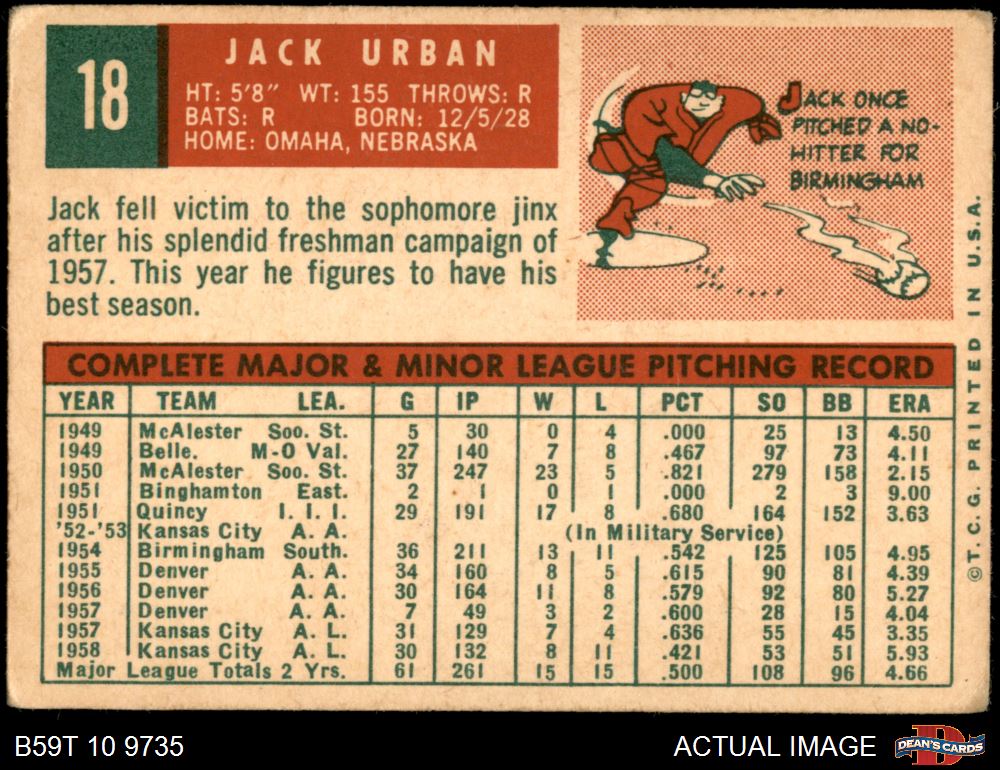 18
JACK URBAN
HT: 5'8" WT: 155 THROWS: R
BATS: R BORN: 12/5/28
HOME: OMAHA, NEBRASKA
JACK ONCE
PITCHED A NO-
HITTER FOR
BIRMINGHAM
Jack fell victim to the sophomore jinx
after his splendid freshman campaign of
1957. This year he figures to have his
best season.
COMPLETE MAJOR & MINOR LEAGUE PITCHING RECORD
YEAR TEAM LEA. G IP W L PCT SO BB ERA
1949 McAlester Soo. St. 5 30 0 4 .000 25 13 4.50
1949 Belle. M-O Val. 27 140 7 8 .467 97 73 4.11
1950 McAlester Soo. St. 37 247 23 5 .821 279 158 2.15
1951 Binghamton East. 2 1 0 1 .000 2 3 9.00
1951 Quincy I. I. I. 29 191 17 8 .680 164 152 3.63
'52-'53 Kansas City A. A. (In Military Service)
1954 Birmingham South. 36 211 13 11 .542 125 105 4.95
1955 Denver A. A. 34 160 8 5 .615 90 81 4.39
1956 Denver A. A. 30 164 11 8 .579 92 80 5.27
1957 Denver A. A. 7 49 3 2 .600 28 15 4.04
1957 Kansas City A. L. 31 129 7 4 .636 55 45 3.35
1958 Kansas City A. L. 30 132 8 11 .421 53 51 5.93
Major League Totals 2 Yrs. 61 261 15 15 .500 108 96 4.66
©T.C.G. PRINTED IN U.S.A.
B59T 10 9735
ACTUAL IMAGE
D
DEAN'S CARDS